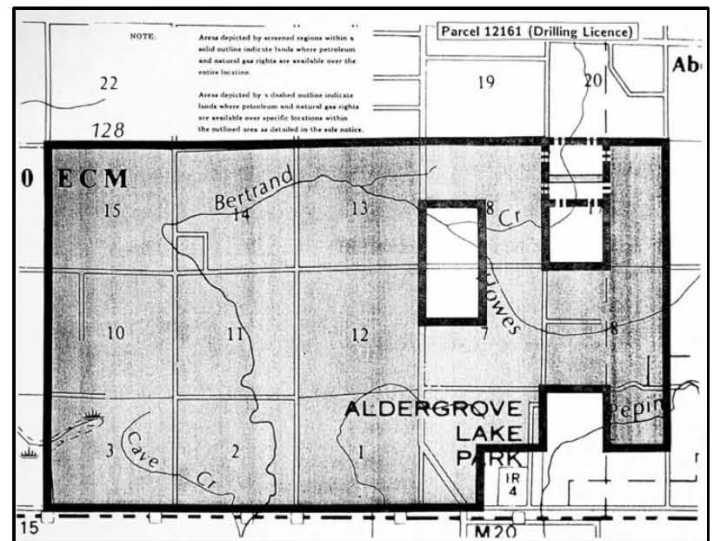 NOTE:
Areas depicted by screened regions within a
solid outline indicate lands where petroleum
and natural gas rights are available over the
entire location.
Areas depicted by a dashed outline indicate
lands where petroleum and natural gas rights
are available over specific locations within
the outlined area as detailed in the sale notice.
Parcel 12161 (Drilling Licence)
Ab
22
19
20
128
0 ECM
15
Bertrand
14
13
8
Cr
17
Howes
10
11
12
7
8
ALDERGROVE
LAKE
PARK
Pepin
3
Cave
Cr
2
1
IR
4
15
M20